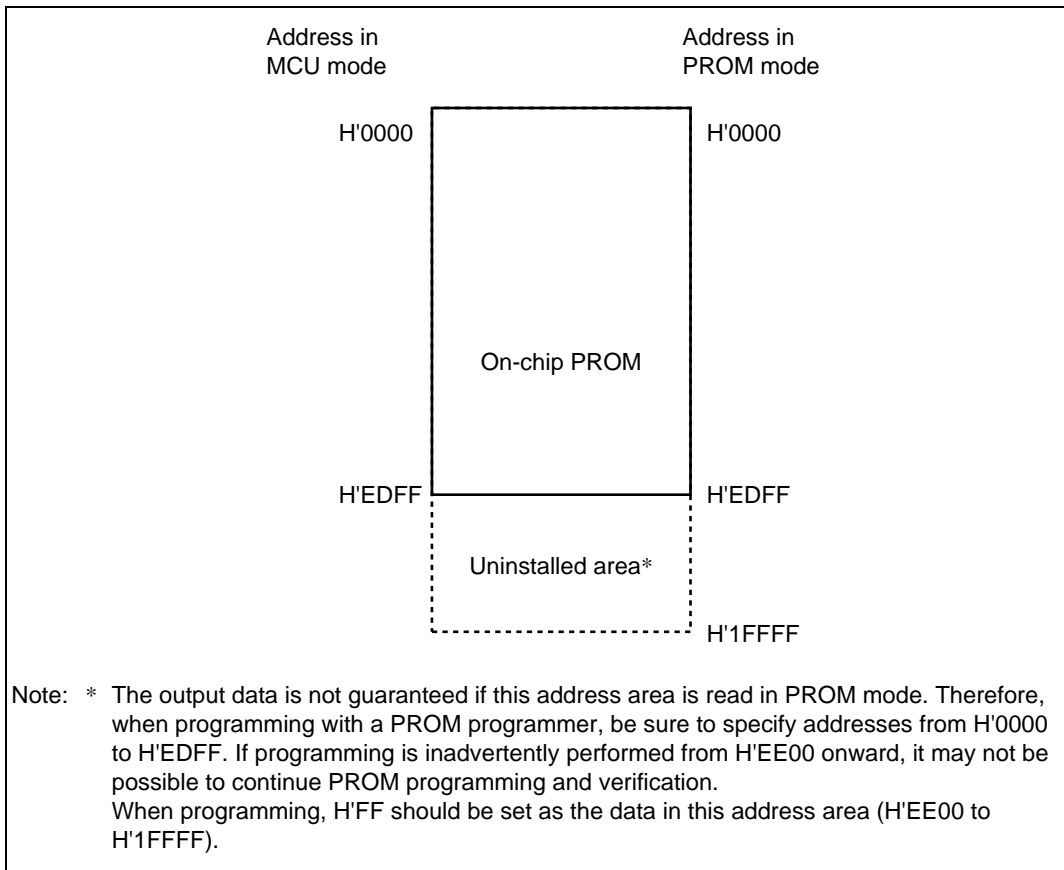 Address in MCU mode
Address in PROM mode
H'0000
H'0000
On-chip PROM
H'EDFF
H'EDFF
Uninstalled area*
H'1FFFF
Note: * The output data is not guaranteed if this address area is read in PROM mode. Therefore,
when programming with a PROM programmer, be sure to specify addresses from H'0000
to H'EDFF. If programming is inadvertently performed from H'EE00 onward, it may not be
possible to continue PROM programming and verification.
When programming, H'FF should be set as the data in this address area (H'EE00 to
H'1FFFF).